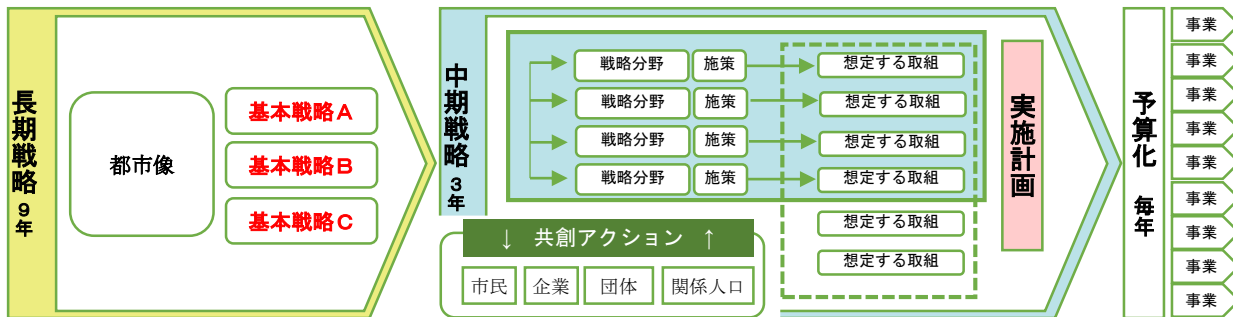 長期戦略 9年
都市像
基本戦略A
基本戦略B
基本戦略C
中期戦略 3年
戦略分野 施策 想定する取組
戦略分野 施策 想定する取組
戦略分野 施策 想定する取組
戦略分野 施策 想定する取組
想定する取組
想定する取組
↓ 共創アクション ↑
市民 企業 団体 関係人口
実施計画
予算化 毎年
事業
事業
事業
事業
事業
事業
事業
事業
事業